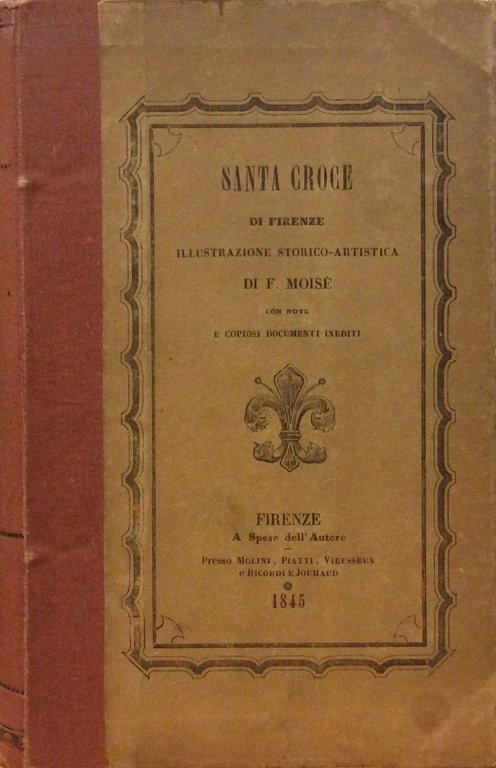 SANTA CROCE
DI FIRENZE
ILLUSTRAZIONE STORICO-ARTISTICA
DI F. MOISÈ
CON NOTE
E COPIOSI DOCUMENTI INEDITI
FIRENZE
A Spese dell'Autore
Presso MOLINI, PIATTI, VIEUSSEUX
e RICORDI E JOUHAUD
1845